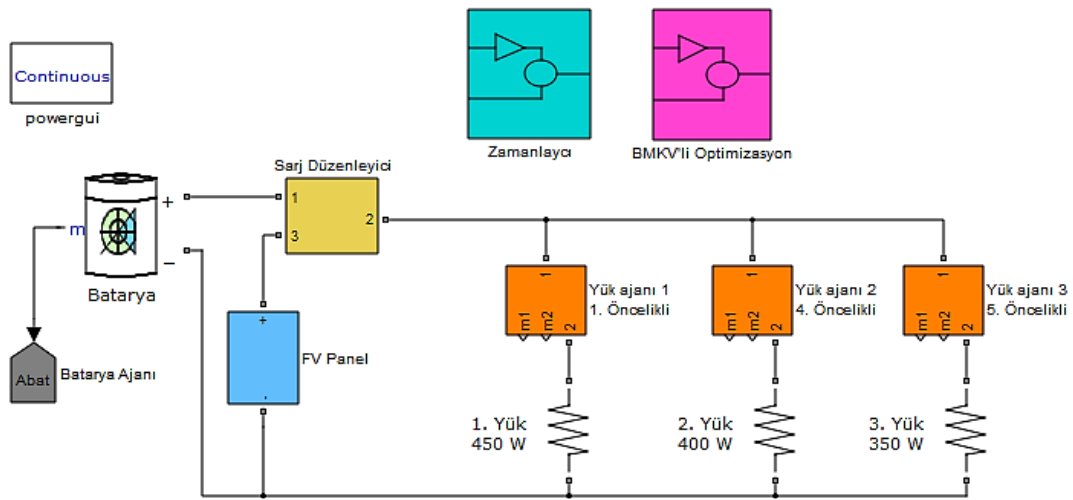 Continuous
powergui
Zamanlaycı
BMKV'li Optimizasyon
Sarj Düzenleyici
1
2
3
+
m
−
Batarya
Abat
Batarya Ajanı
+
-
FV Panel
1
m1
m2
2
Yük ajanı 1
1. Öncelikli
1
m1
m2
2
Yük ajanı 2
4. Öncelikli
1
m1
m2
2
Yük ajanı 3
5. Öncelikli
1. Yük
450 W
2. Yük
400 W
3. Yük
350 W